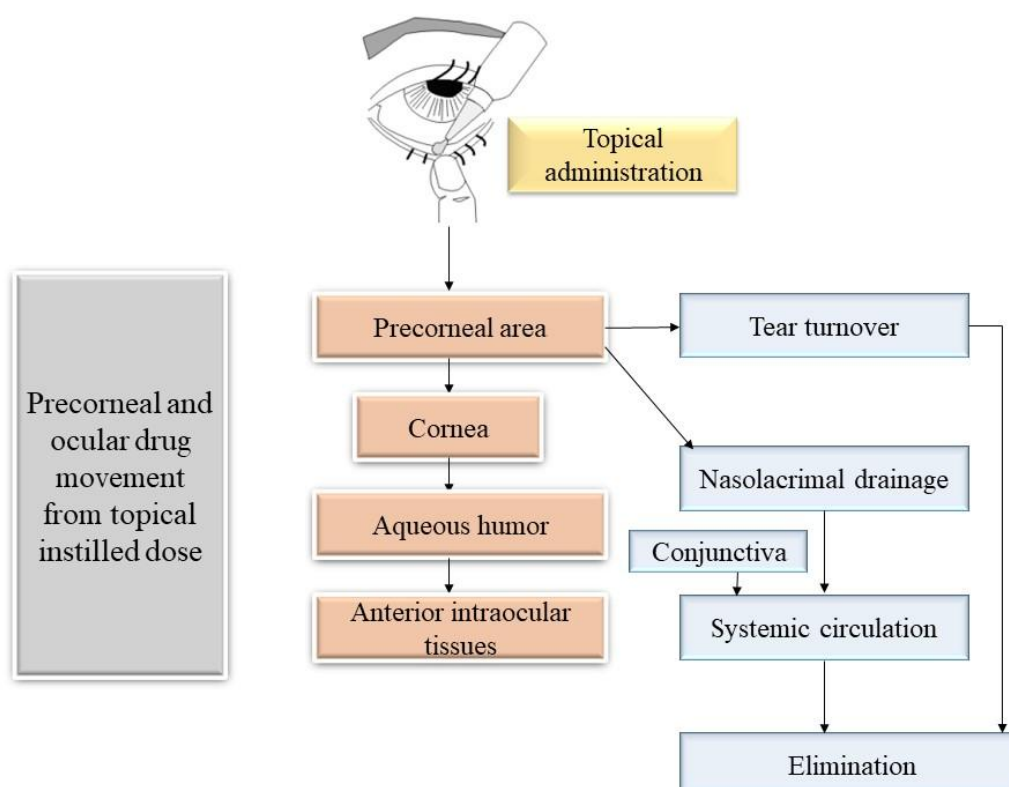 Topical
administration
Precorneal and
ocular drug
movement
from topical
instilled dose
Precorneal area
Tear turnover
Cornea
Nasolacrimal drainage
Aqueous humor
Conjunctiva
Anterior intraocular
tissues
Systemic circulation
Elimination